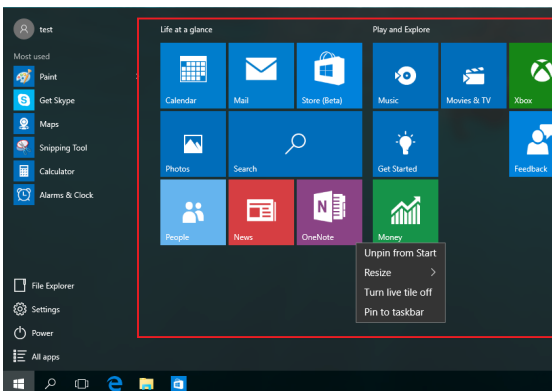 test
Most used
Paint
Get Skype
Maps
Snipping Tool
Calculator
Alarms & Clock
File Explorer
Settings
Power
All apps
Life at a glance
Calendar
Mail
Store (Beta)
Photos
Search
People
News
N
OneNote
Play and Explore
Music
Movies & TV
Xbox
Get Started
Feedback
Money
Unpin from Start
Resize
Turn live tile off
Pin to taskbar